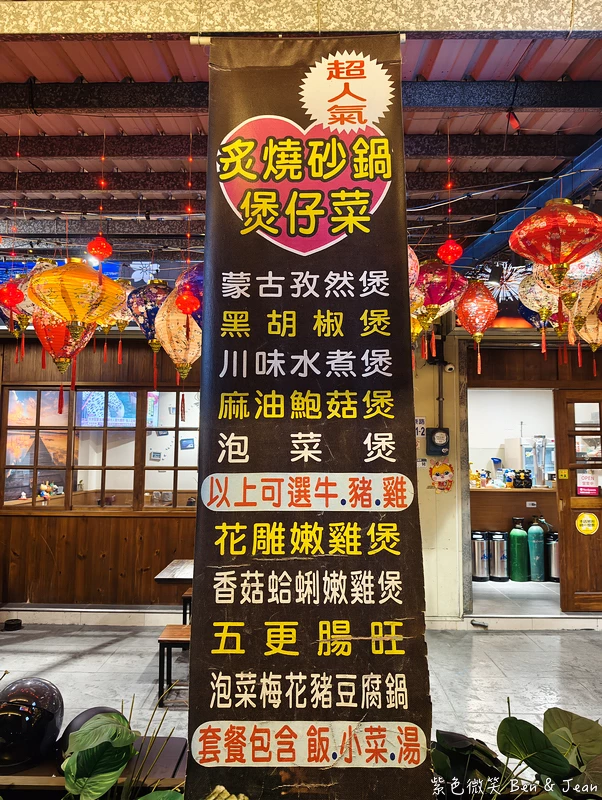 超人氣
炙燒砂鍋
煲仔菜
蒙古孜然煲
黑胡椒煲
川味水煮煲
麻油鮑菇煲
泡菜煲
以上可選牛.豬.雞
花雕嫩雞煲
香菇蛤蜊嫩雞煲
五更腸旺
泡菜梅花豬豆腐鍋
套餐包含 飯.小菜.湯
OPEN
紫色微笑 Ben & Jean